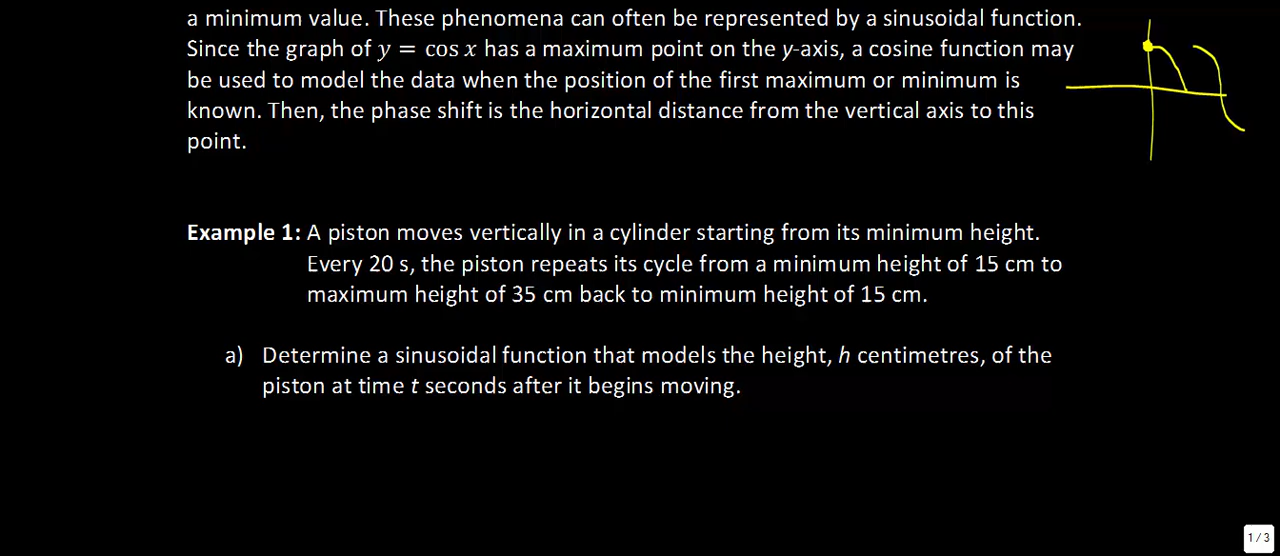 a minimum value. These phenomena can often be represented by a sinusoidal function.
Since the graph of y = cos x has a maximum point on the y-axis, a cosine function may
be used to model the data when the position of the first maximum or minimum is
known. Then, the phase shift is the horizontal distance from the vertical axis to this
point.
Example 1: A piston moves vertically in a cylinder starting from its minimum height.
Every 20 s, the piston repeats its cycle from a minimum height of 15 cm to
maximum height of 35 cm back to minimum height of 15 cm.
a) Determine a sinusoidal function that models the height, h centimetres, of the
piston at time t seconds after it begins moving.
1 / 3